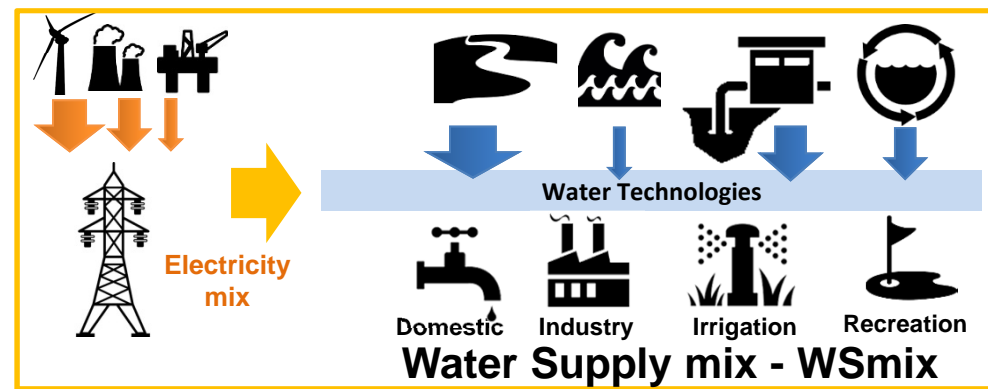 Water Technologies
Electricity
mix
Domestic Industry Irrigation Recreation
Water Supply mix - WSmix